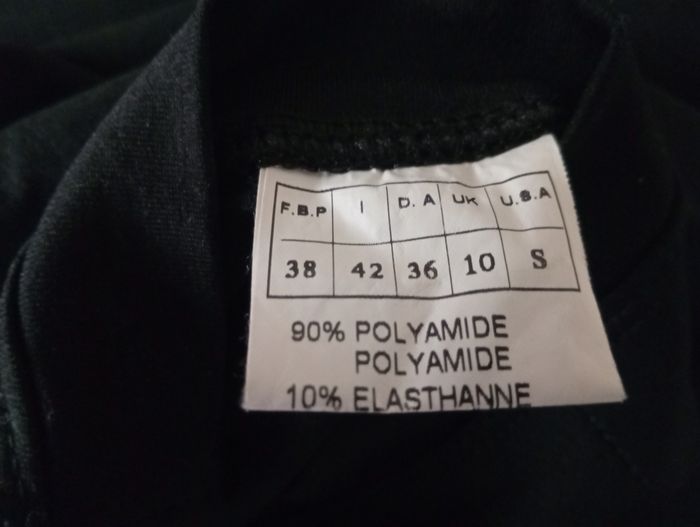 F.B.P I D.A UK U.S.A
38 42 36 10 S
90% POLYAMIDE
POLYAMIDE
10% ELASTHANNE